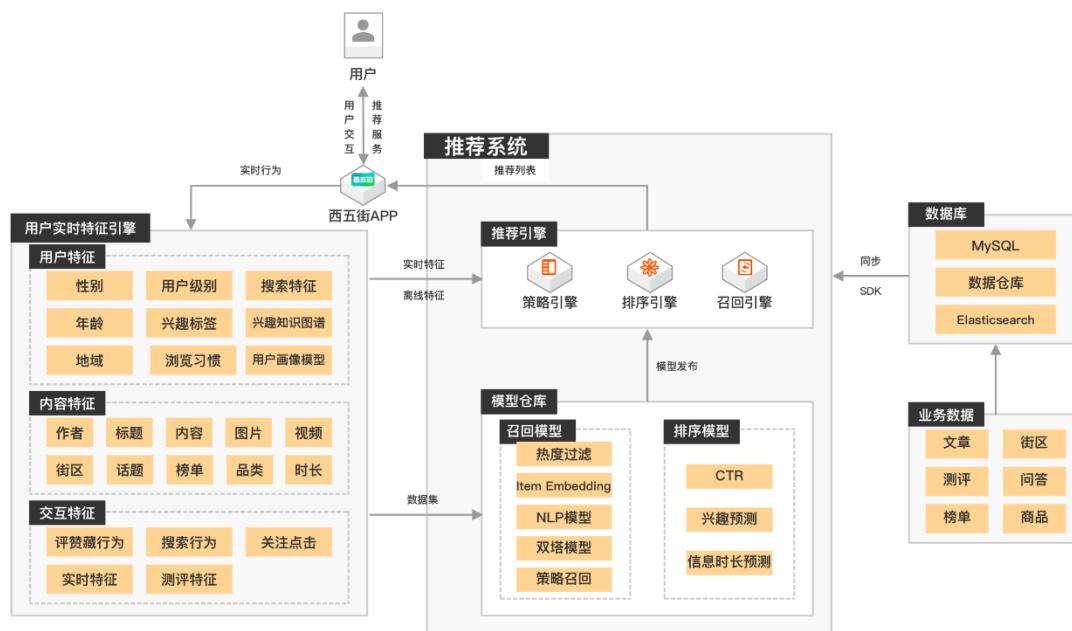 用户
用户交互
推荐服务
实时行为
西五街
西五街APP
推荐系统
推荐列表
用户实时特征引擎
用户特征
性别
用户级别
搜索特征
年龄
兴趣标签
兴趣知识图谱
地域
浏览习惯
用户画像模型
内容特征
作者
标题
内容
图片
视频
街区
话题
榜单
品类
时长
交互特征
评赞藏行为
搜索行为
关注点击
实时特征
测评特征
实时特征
离线特征
数据集
推荐引擎
策略引擎
排序引擎
召回引擎
模型发布
模型仓库
召回模型
热度过滤
Item Embedding
NLP模型
双塔模型
策略召回
排序模型
CTR
兴趣预测
信息时长预测
同步
SDK
数据库
MySQL
数据仓库
Elasticsearch
业务数据
文章
街区
测评
问答
榜单
商品